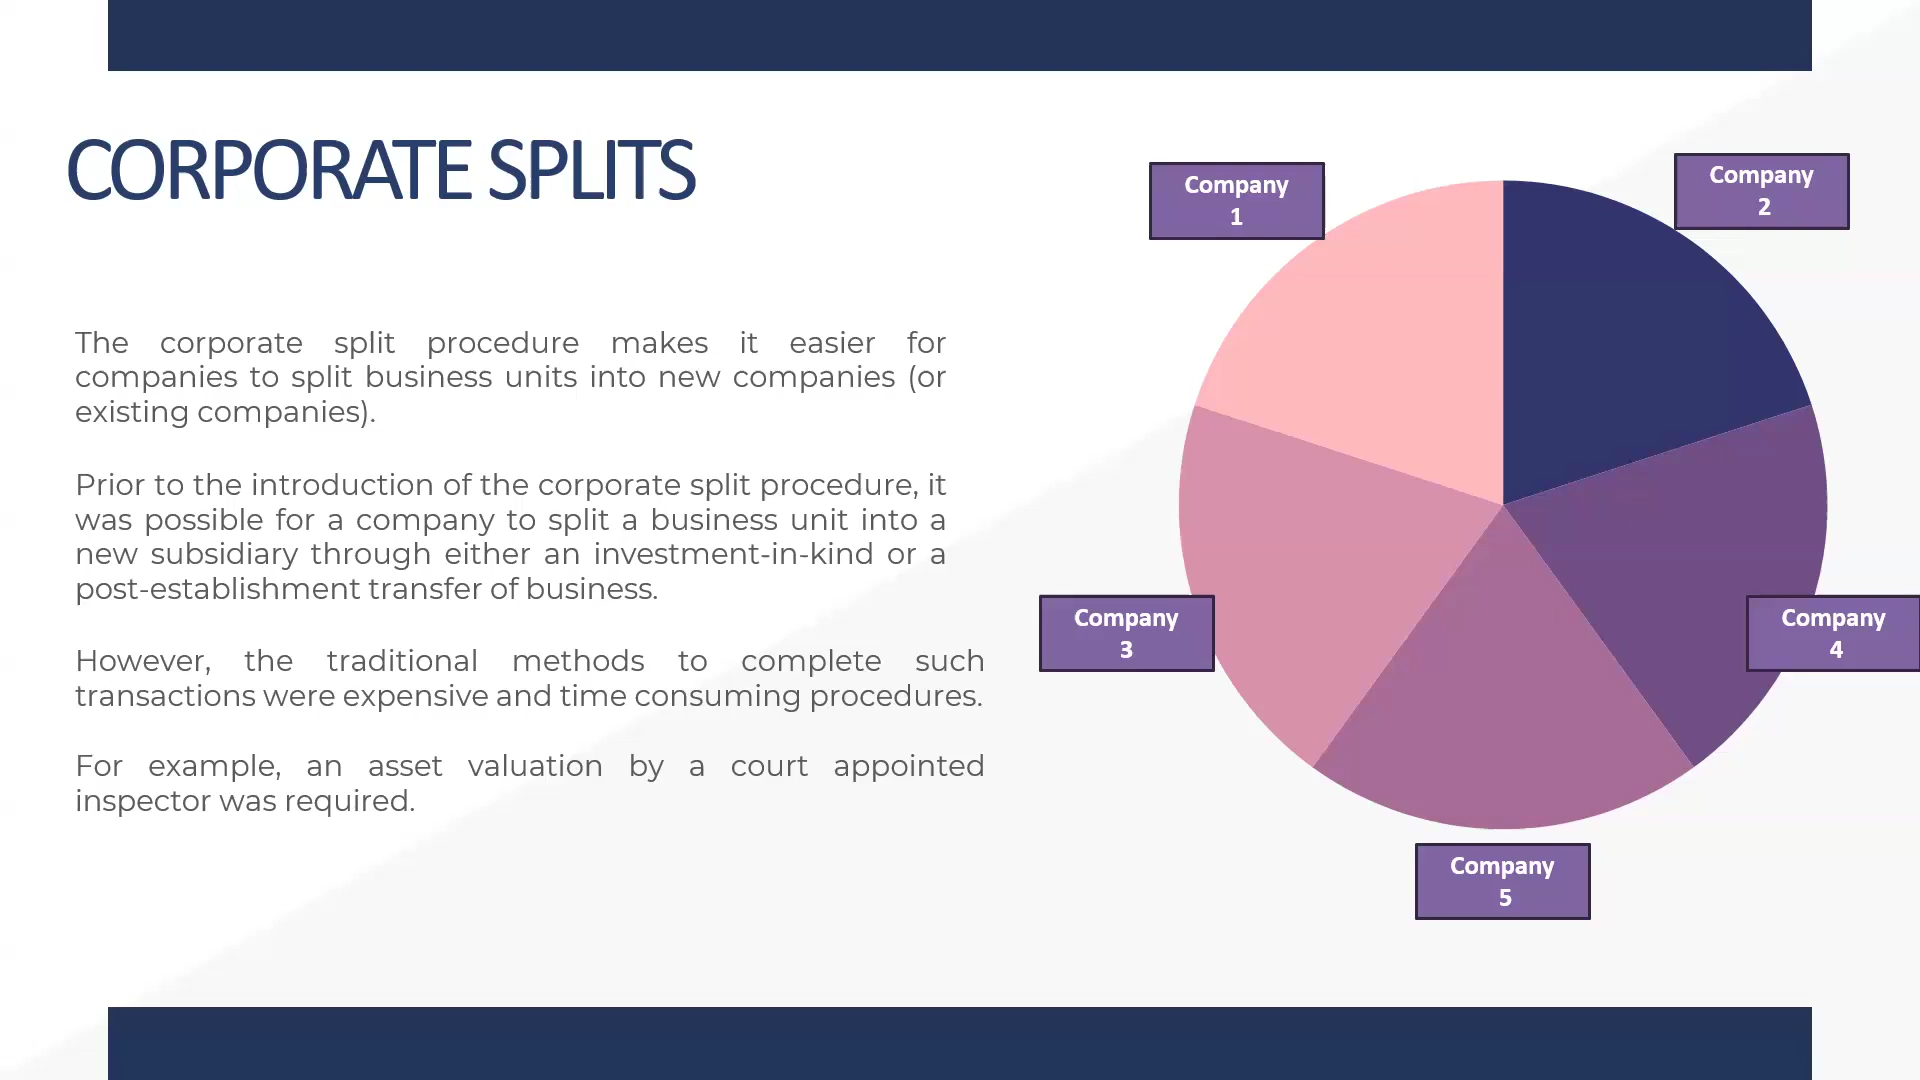 CORPORATE SPLITS
The corporate split procedure makes it easier for
companies to split business units into new companies (or
existing companies).
Prior to the introduction of the corporate split procedure, it
was possible for a company to split a business unit into a
new subsidiary through either an investment-in-kind or a
post-establishment transfer of business.
However, the traditional methods to complete such
transactions were expensive and time consuming procedures.
For example, an asset valuation by a court appointed
inspector was required.
Company
1
Company
2
Company
3
Company
4
Company
5